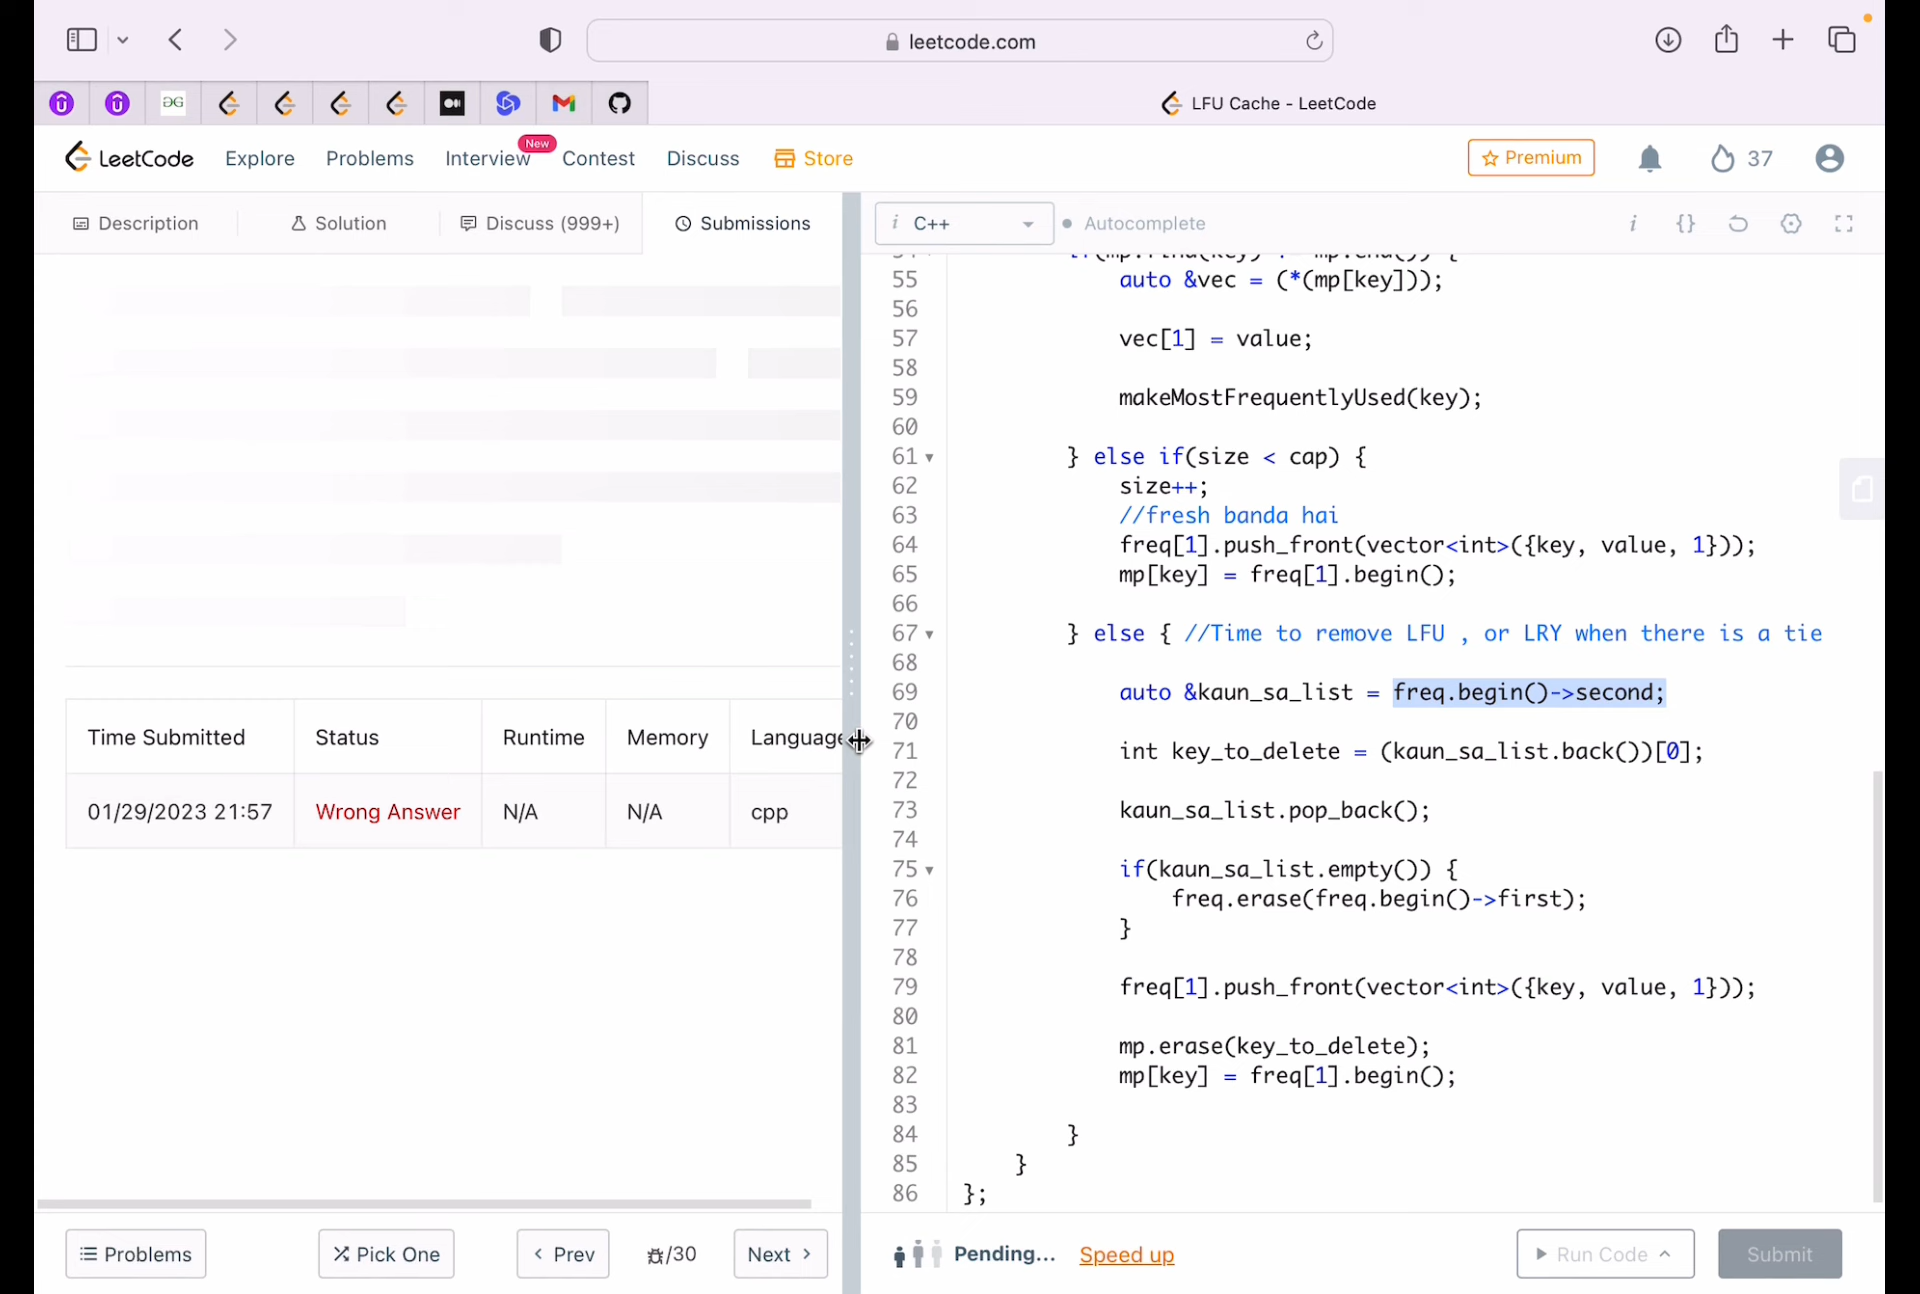 leetcode.com
LFU Cache - LeetCode
LeetCode Explore Problems Interview New Contest Discuss Store Premium 37
Description Solution Discuss (999+) Submissions
i C++ Autocomplete
55 auto &vec = (*(mp[key]));
56
57 vec[1] = value;
58
59 makeMostFrequentlyUsed(key);
60
61 } else if(size < cap) {
62 size++;
63 //fresh banda hai
64 freq[1].push_front(vector<int>({key, value, 1}));
65 mp[key] = freq[1].begin();
66
67 } else { //Time to remove LFU , or LRY when there is a tie
68
69 auto &kaun_sa_list = freq.begin()->second;
70
71 int key_to_delete = (kaun_sa_list.back())[0];
72
73 kaun_sa_list.pop_back();
74
75 if(kaun_sa_list.empty()) {
76 freq.erase(freq.begin()->first);
77 }
78
79 freq[1].push_front(vector<int>({key, value, 1}));
80
81 mp.erase(key_to_delete);
82 mp[key] = freq[1].begin();
83
84 }
85 }
86 };
Time Submitted Status Runtime Memory Language
01/29/2023 21:57 Wrong Answer N/A N/A cpp
Problems Pick One Prev /30 Next
Pending... Speed up Run Code Submit